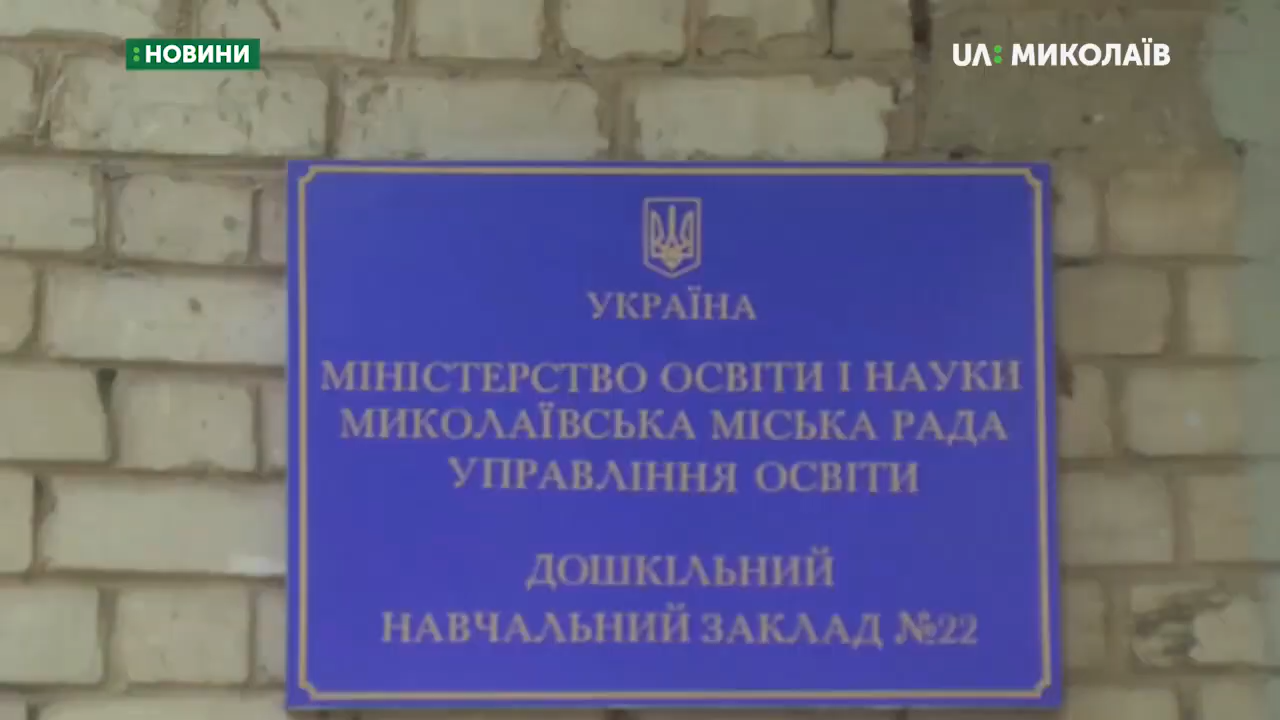 :НОВИНИ
UA: МИКОЛАЇВ
УКРАЇНА
МІНІСТЕРСТВО ОСВІТИ І НАУКИ
МИКОЛАЇВСЬКА МІСЬКА РАДА
УПРАВЛІННЯ ОСВІТИ
ДОШКІЛЬНИЙ
НАВЧАЛЬНИЙ ЗАКЛАД №22